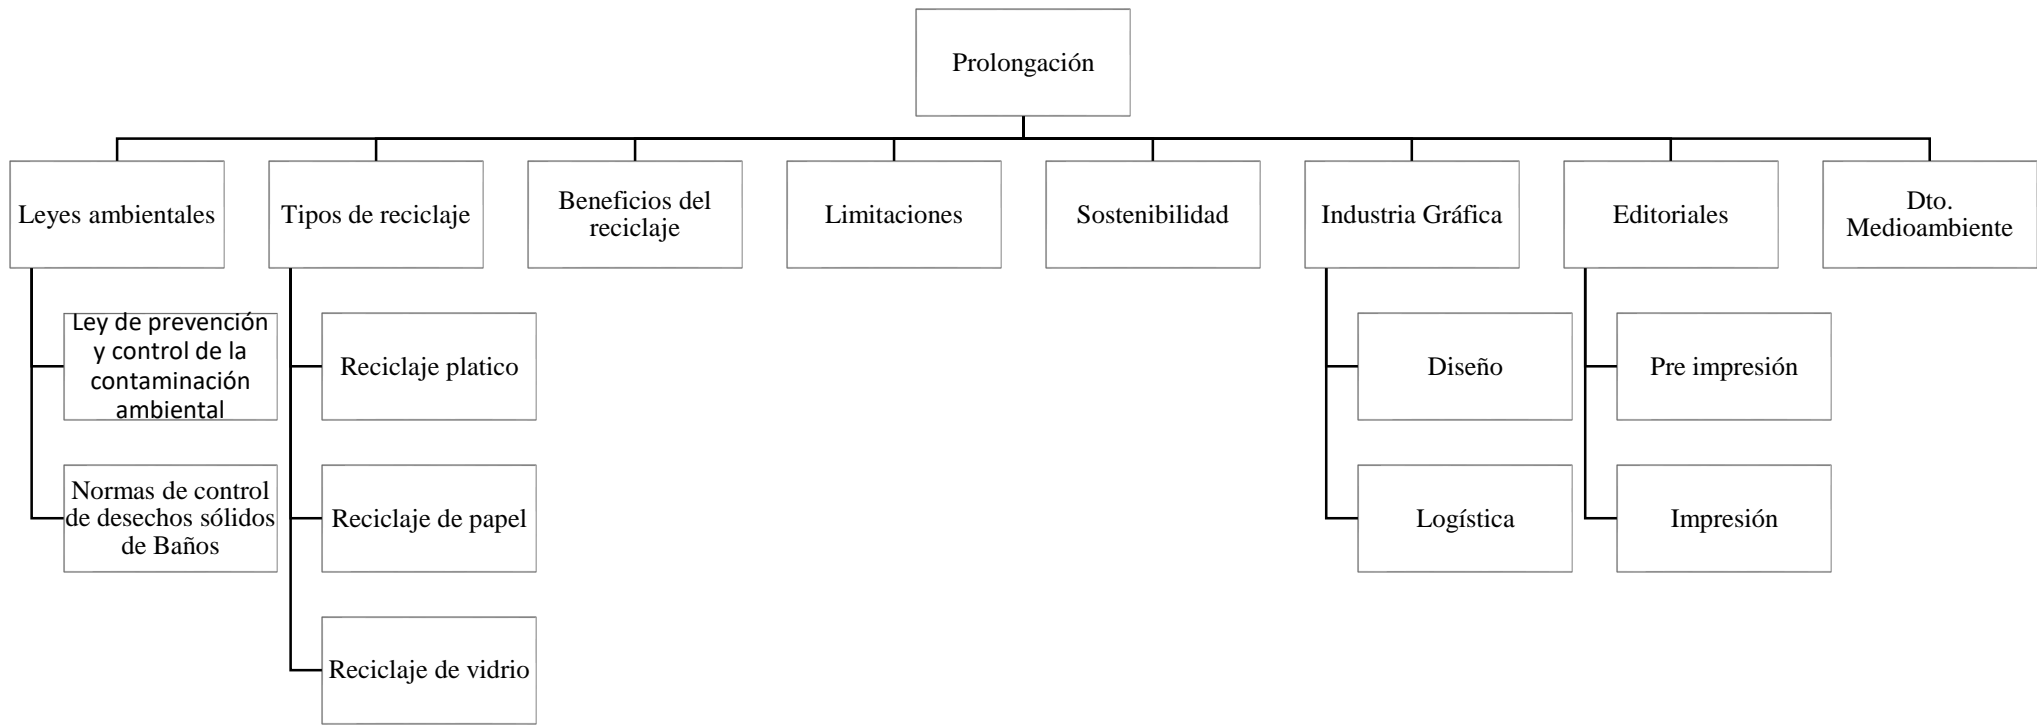 Prolongación
Leyes ambientales
Tipos de reciclaje
Beneficios del
reciclaje
Limitaciones
Sostenibilidad
Industria Gráfica
Editoriales
Dto.
Medioambiente
Ley de prevención
y control de la
contaminación
ambiental
Reciclaje platico
Diseño
Pre impresión
Normas de control
de desechos sólidos
de Baños
Reciclaje de papel
Logística
Impresión
Reciclaje de vidrio